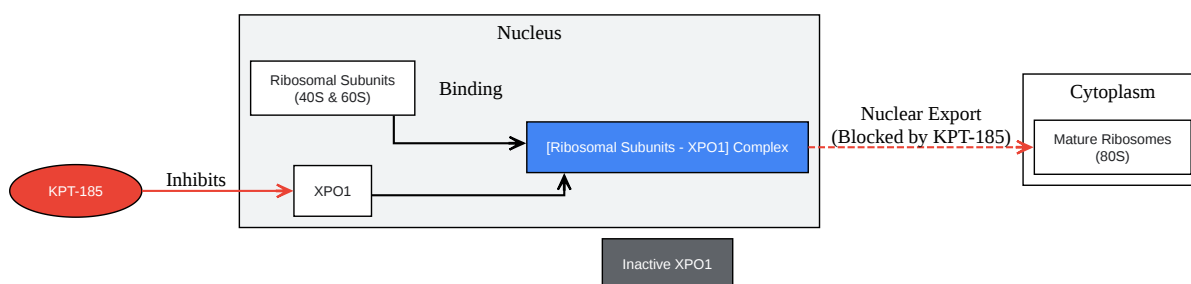 Nucleus
Ribosomal Subunits
(40S & 60S)
Binding
Nuclear Export
(Blocked by KPT-185)
Cytoplasm
[Ribosomal Subunits - XPO1] Complex
Mature Ribosomes
(80S)
KPT-185
Inhibits
XPO1
Inactive XPO1